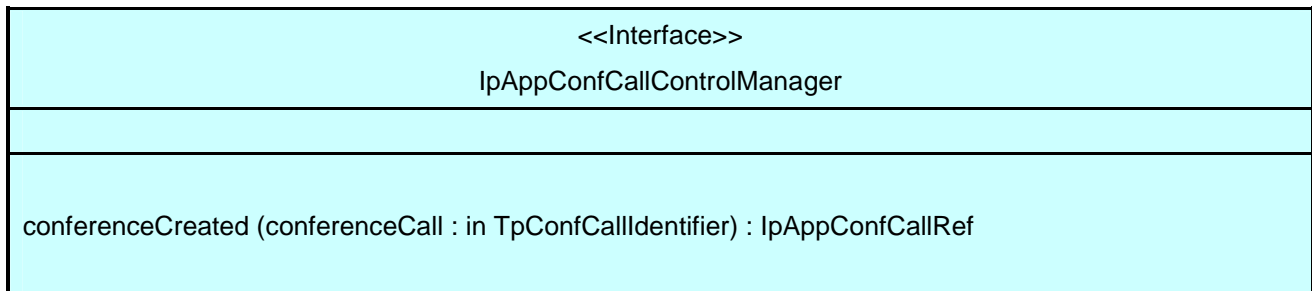 <<Interface>>
IpAppConfCallControlManager
conferenceCreated (conferenceCall : in TpConfCallIdentifier) : IpAppConfCallRef